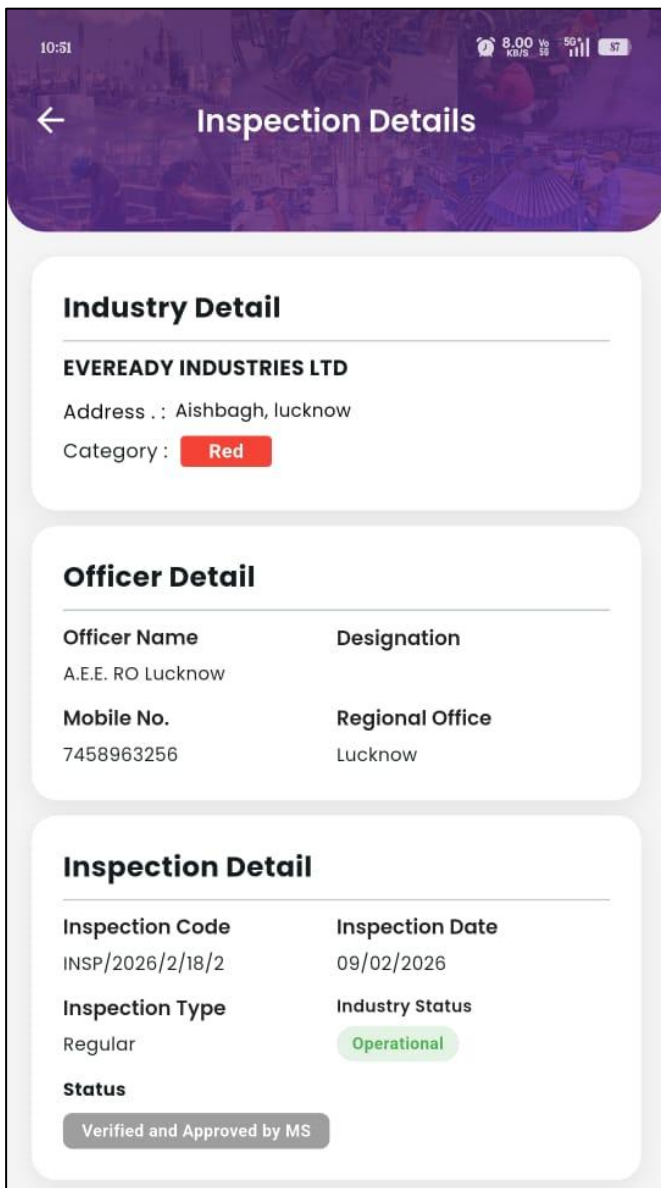 10:51
8.00 KB/S Vo 5G 5G+ 87
Inspection Details
Industry Detail
EVEREADY INDUSTRIES LTD
Address . : Aishbagh, lucknow
Category : Red
Officer Detail
Officer Name Designation
A.E.E. RO Lucknow
Mobile No. Regional Office
7458963256 Lucknow
Inspection Detail
Inspection Code Inspection Date
INSP/2026/2/18/2 09/02/2026
Inspection Type Industry Status
Regular Operational
Status
Verified and Approved by MS